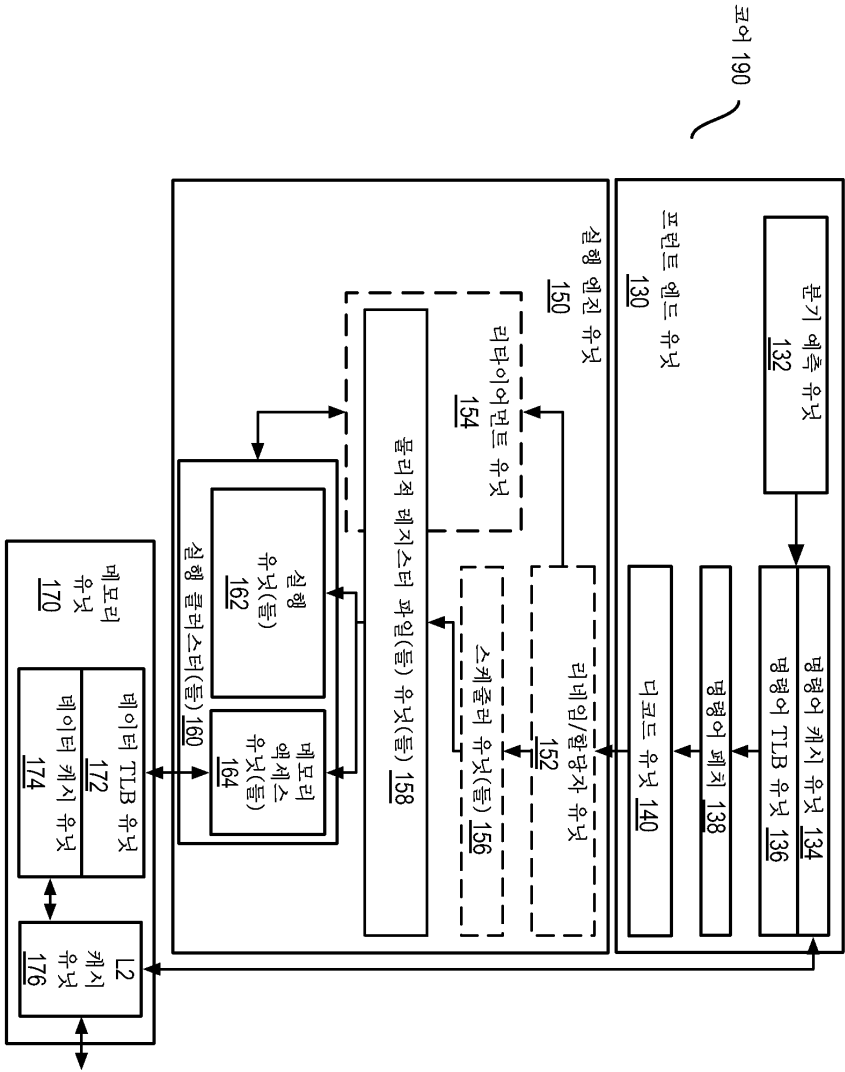 코어 190
프런트 엔드 유닛
130
분기 예측 유닛
132
명령어 캐시 유닛 134
명령어 TLB 유닛 136
명령어 페치 138
디코드 유닛 140
실행 엔진 유닛
150
리네임/할당자 유닛
152
리타이어먼트 유닛
154
스케줄러 유닛(들) 156
물리적 레지스터 파일(들) 유닛(들) 158
실행
유닛(들)
162
메모리
액세스
유닛(들)
164
실행 클러스터(들) 160
메모리
유닛
170
데이터 TLB 유닛
172
데이터 캐시 유닛
174
L2
캐시
유닛
176